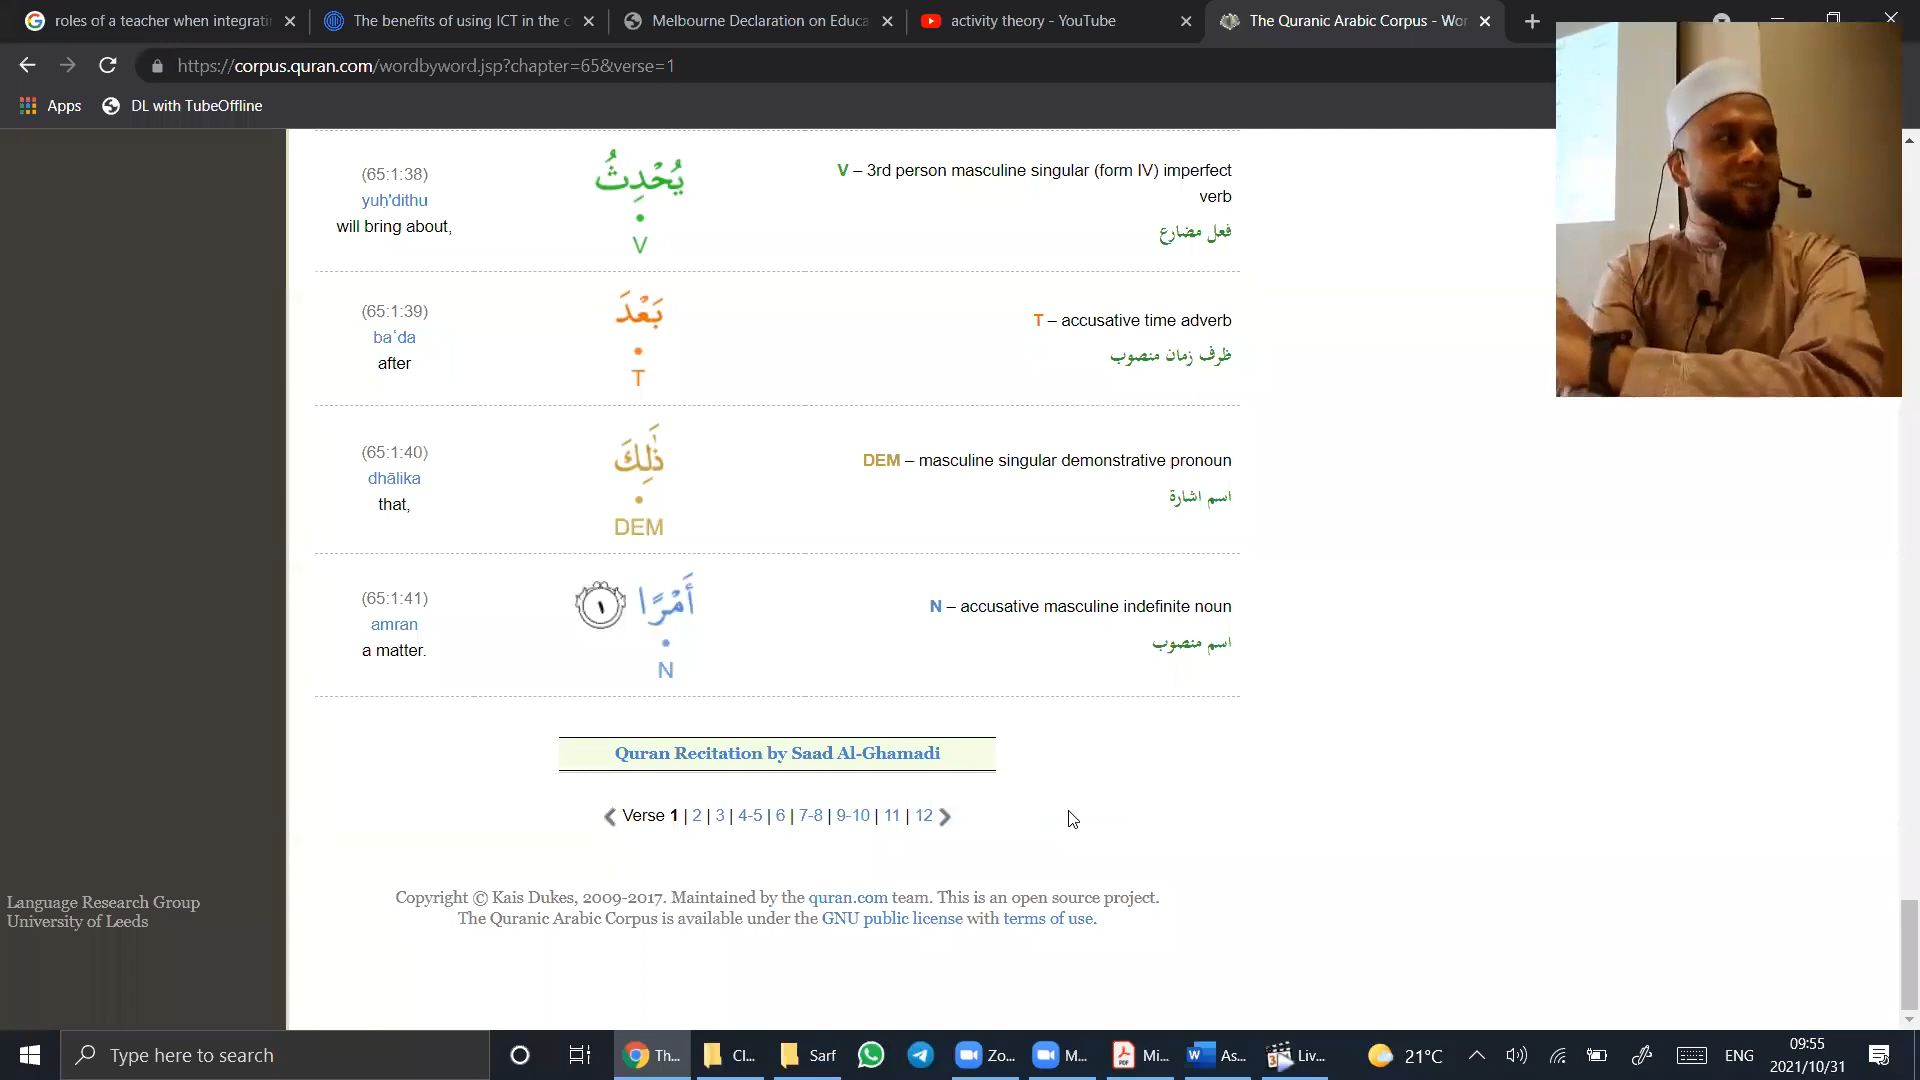 roles of a teacher when integrati
The benefits of using ICT in the c
Melbourne Declaration on Educa
activity theory - YouTube
The Quranic Arabic Corpus - Wor
https://corpus.quran.com/wordbyword.jsp?chapter=65&verse=1
Apps
DL with TubeOffline
(65:1:38)
yuḥ'dithu
will bring about,
يُحْدِثُ
V
V – 3rd person masculine singular (form IV) imperfect
verb
فعل مضارع
(65:1:39)
baʿda
after
بَعْدَ
T
T – accusative time adverb
ظرف زمان منصوب
(65:1:40)
dhālika
that,
ذَٰلِكَ
DEM
DEM – masculine singular demonstrative pronoun
اسم اشارة
(65:1:41)
amran
a matter.
أَمْرًا ١
N
N – accusative masculine indefinite noun
اسم منصوب
Quran Recitation by Saad Al-Ghamadi
Verse 1 | 2 | 3 | 4-5 | 6 | 7-8 | 9-10 | 11 | 12
Language Research Group
University of Leeds
Copyright © Kais Dukes, 2009-2017. Maintained by the quran.com team. This is an open source project.
The Quranic Arabic Corpus is available under the GNU public license with terms of use.
Type here to search
Th...
Cl...
Sarf
Zo...
M...
Mi...
As...
Liv...
21°C
ENG
09:55
2021/10/31